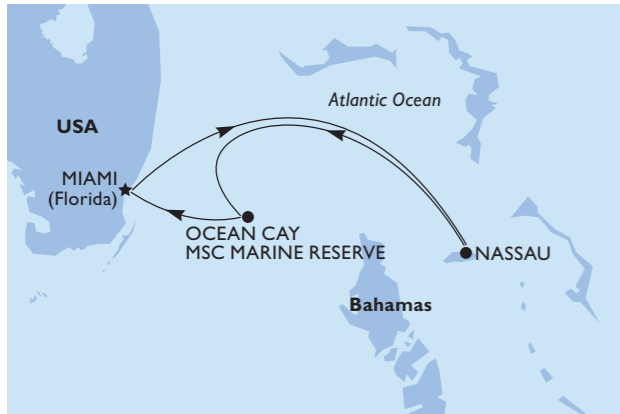 Atlantic Ocean
USA
MIAMI
(Florida)
OCEAN CAY
MSC MARINE RESERVE
NASSAU
Bahamas